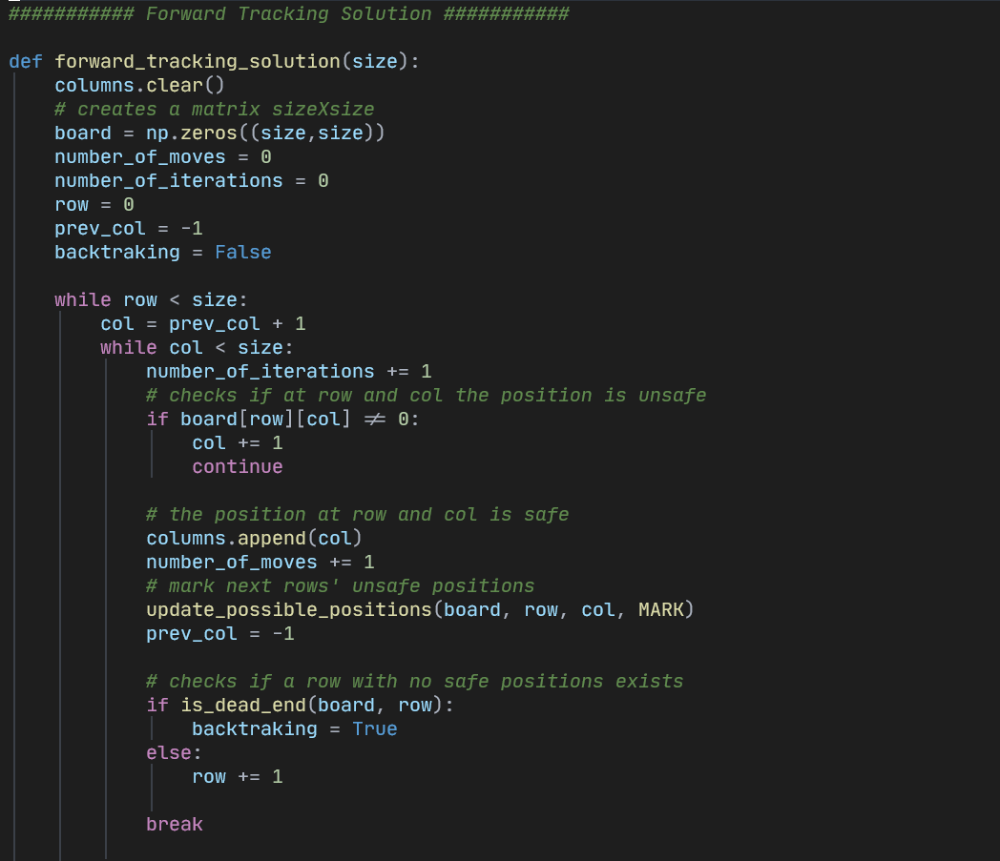 ########### Forward Tracking Solution ###########
def forward_tracking_solution(size):
    columns.clear()
    # creates a matrix sizeXsize
    board = np.zeros((size,size))
    number_of_moves = 0
    number_of_iterations = 0
    row = 0
    prev_col = -1
    backtraking = False
    while row < size:
        col = prev_col + 1
        while col < size:
            number_of_iterations += 1
            # checks if at row and col the position is unsafe
            if board[row][col] != 0:
                col += 1
                continue
            # the position at row and col is safe
            columns.append(col)
            number_of_moves += 1
            # mark next rows' unsafe positions
            update_possible_positions(board, row, col, MARK)
            prev_col = -1
            # checks if a row with no safe positions exists
            if is_dead_end(board, row):
                backtraking = True
            else:
                row += 1
            break